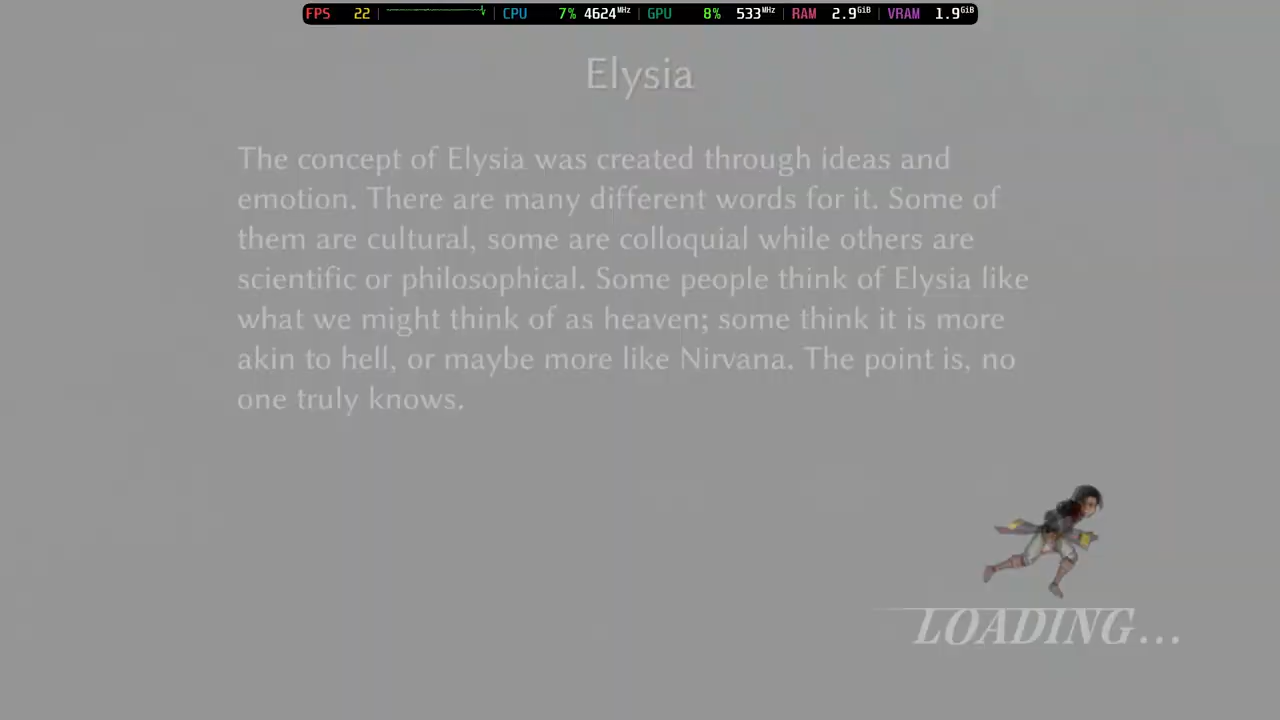 FPS 22 CPU 7% 4624MHz GPU 8% 533MHz RAM 2.9GiB VRAM 1.9GiB
Elysia
The concept of Elysia was created through ideas and
emotion. There are many different words for it. Some of
them are cultural, some are colloquial while others are
scientific or philosophical. Some people think of Elysia like
what we might think of as heaven; some think it is more
akin to hell, or maybe more like Nirvana. The point is, no
one truly knows.
LOADING...